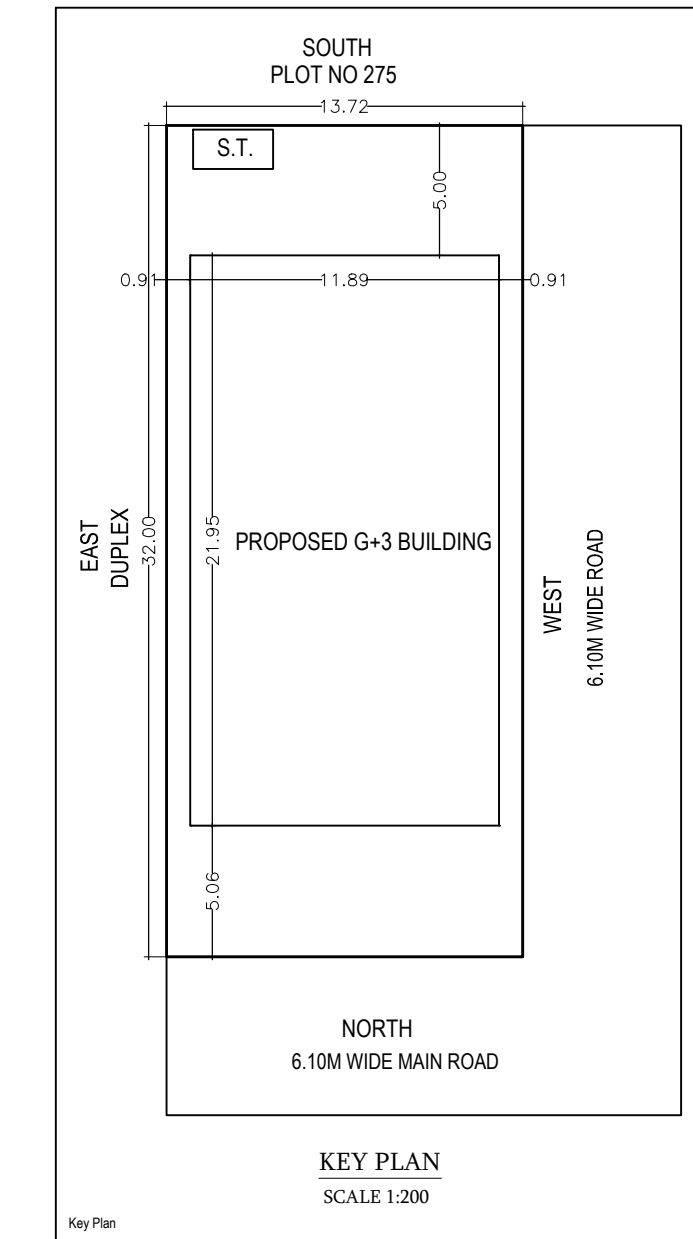 SOUTH
PLOT NO 275
13.72
S.T.
5.00
0.91
11.89
0.91
EAST
DUPLEX
32.00
21.95
PROPOSED G+3 BUILDING
WEST
6.10M WIDE ROAD
5.06
NORTH
6.10M WIDE MAIN ROAD
KEY PLAN
SCALE 1:200
Key Plan